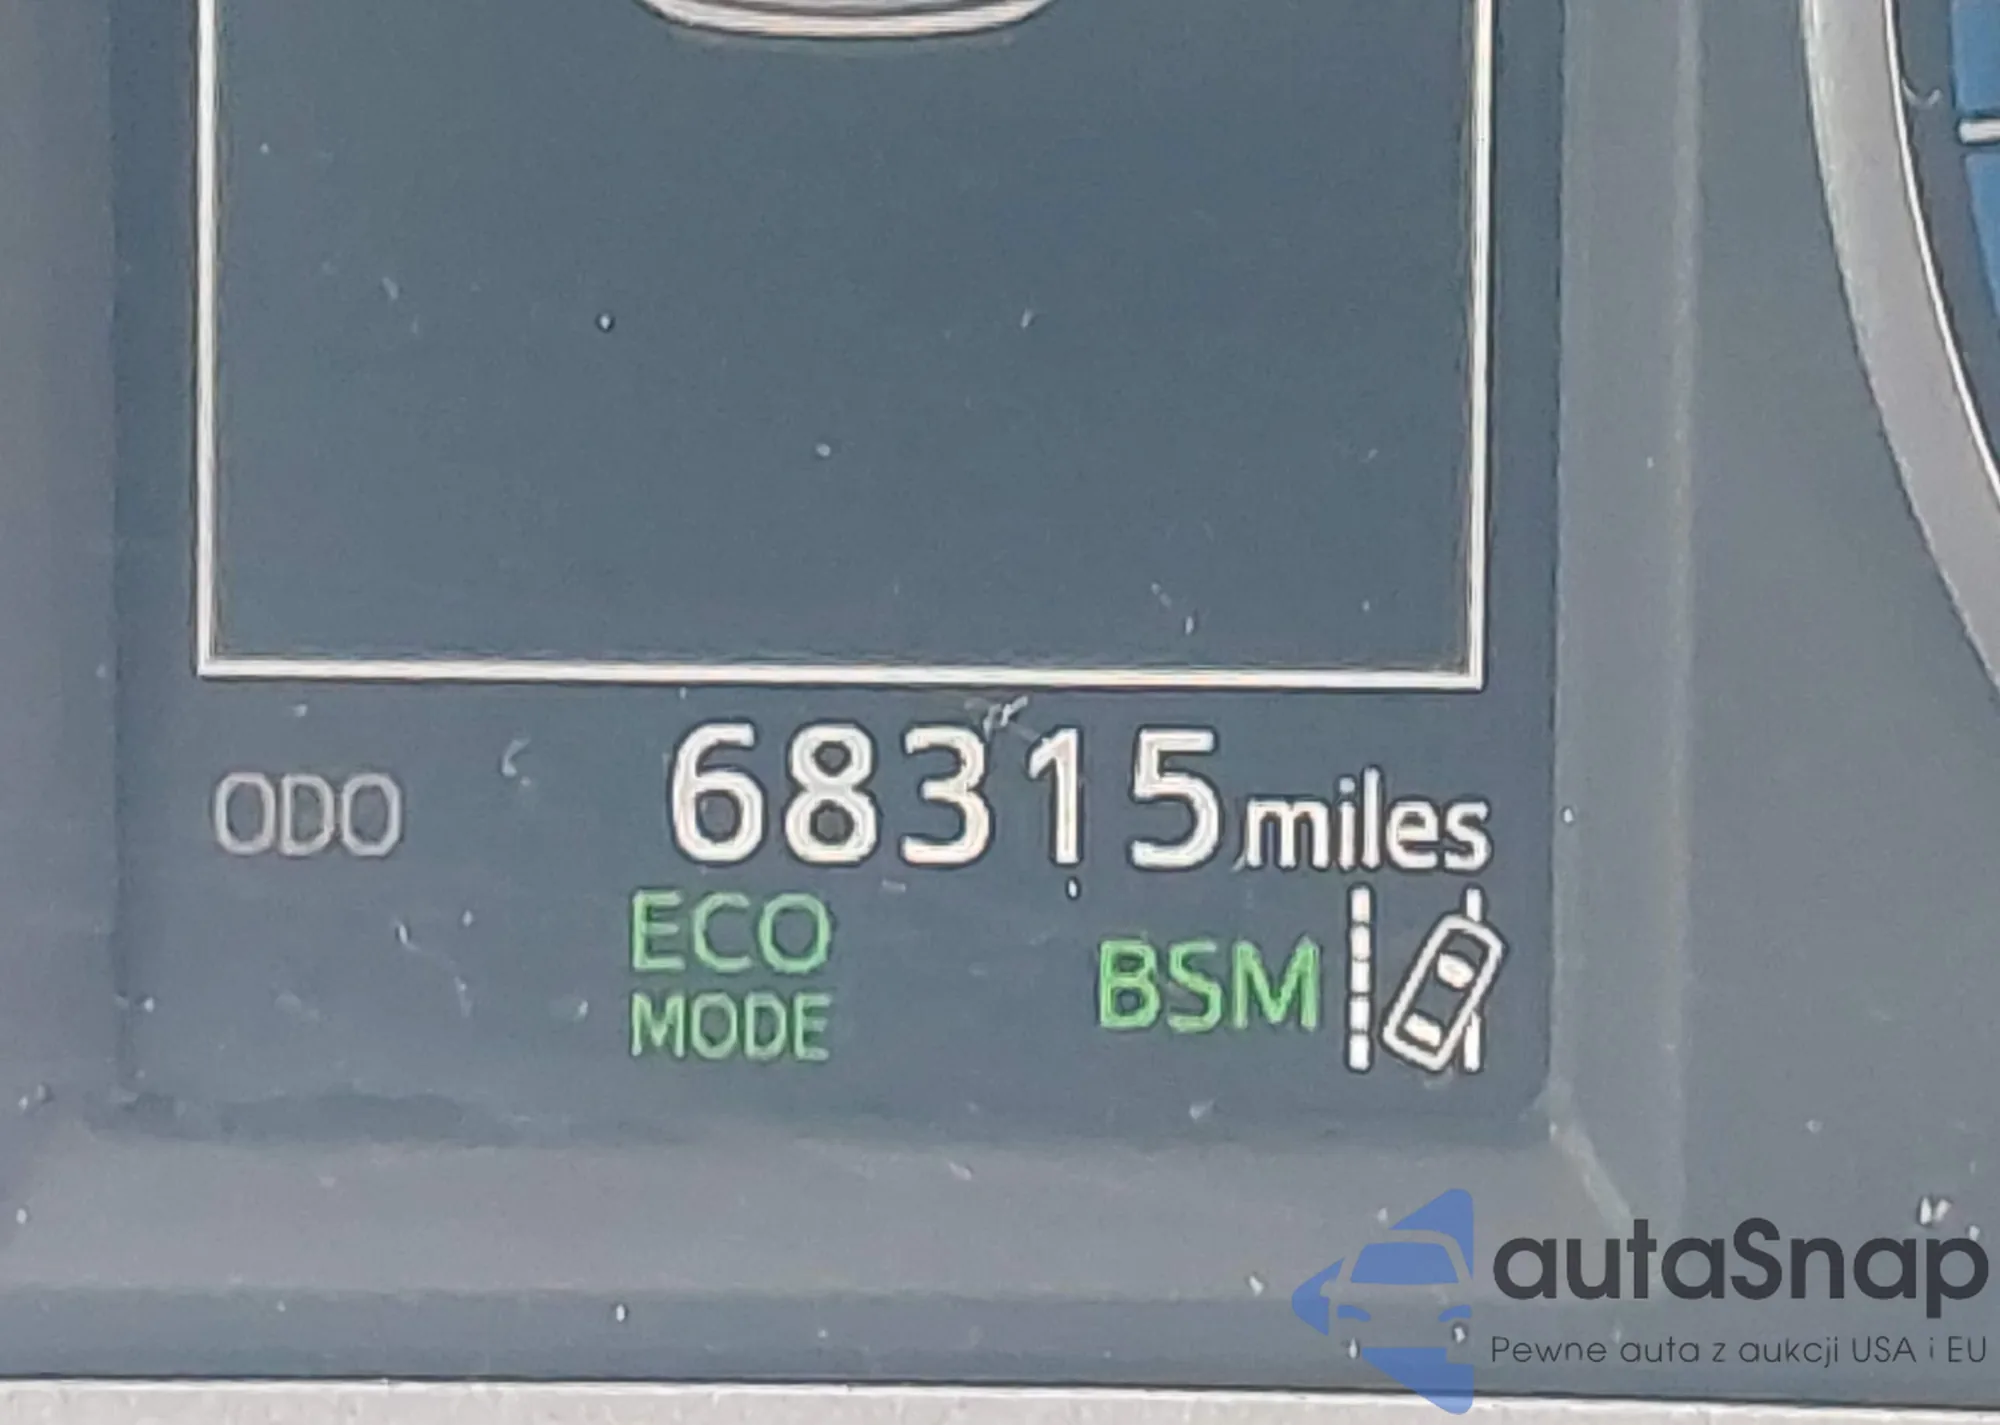 ODO 68315 miles
ECO
MODE
BSM
autaSnap
Pewne auta z aukcji USA i EU